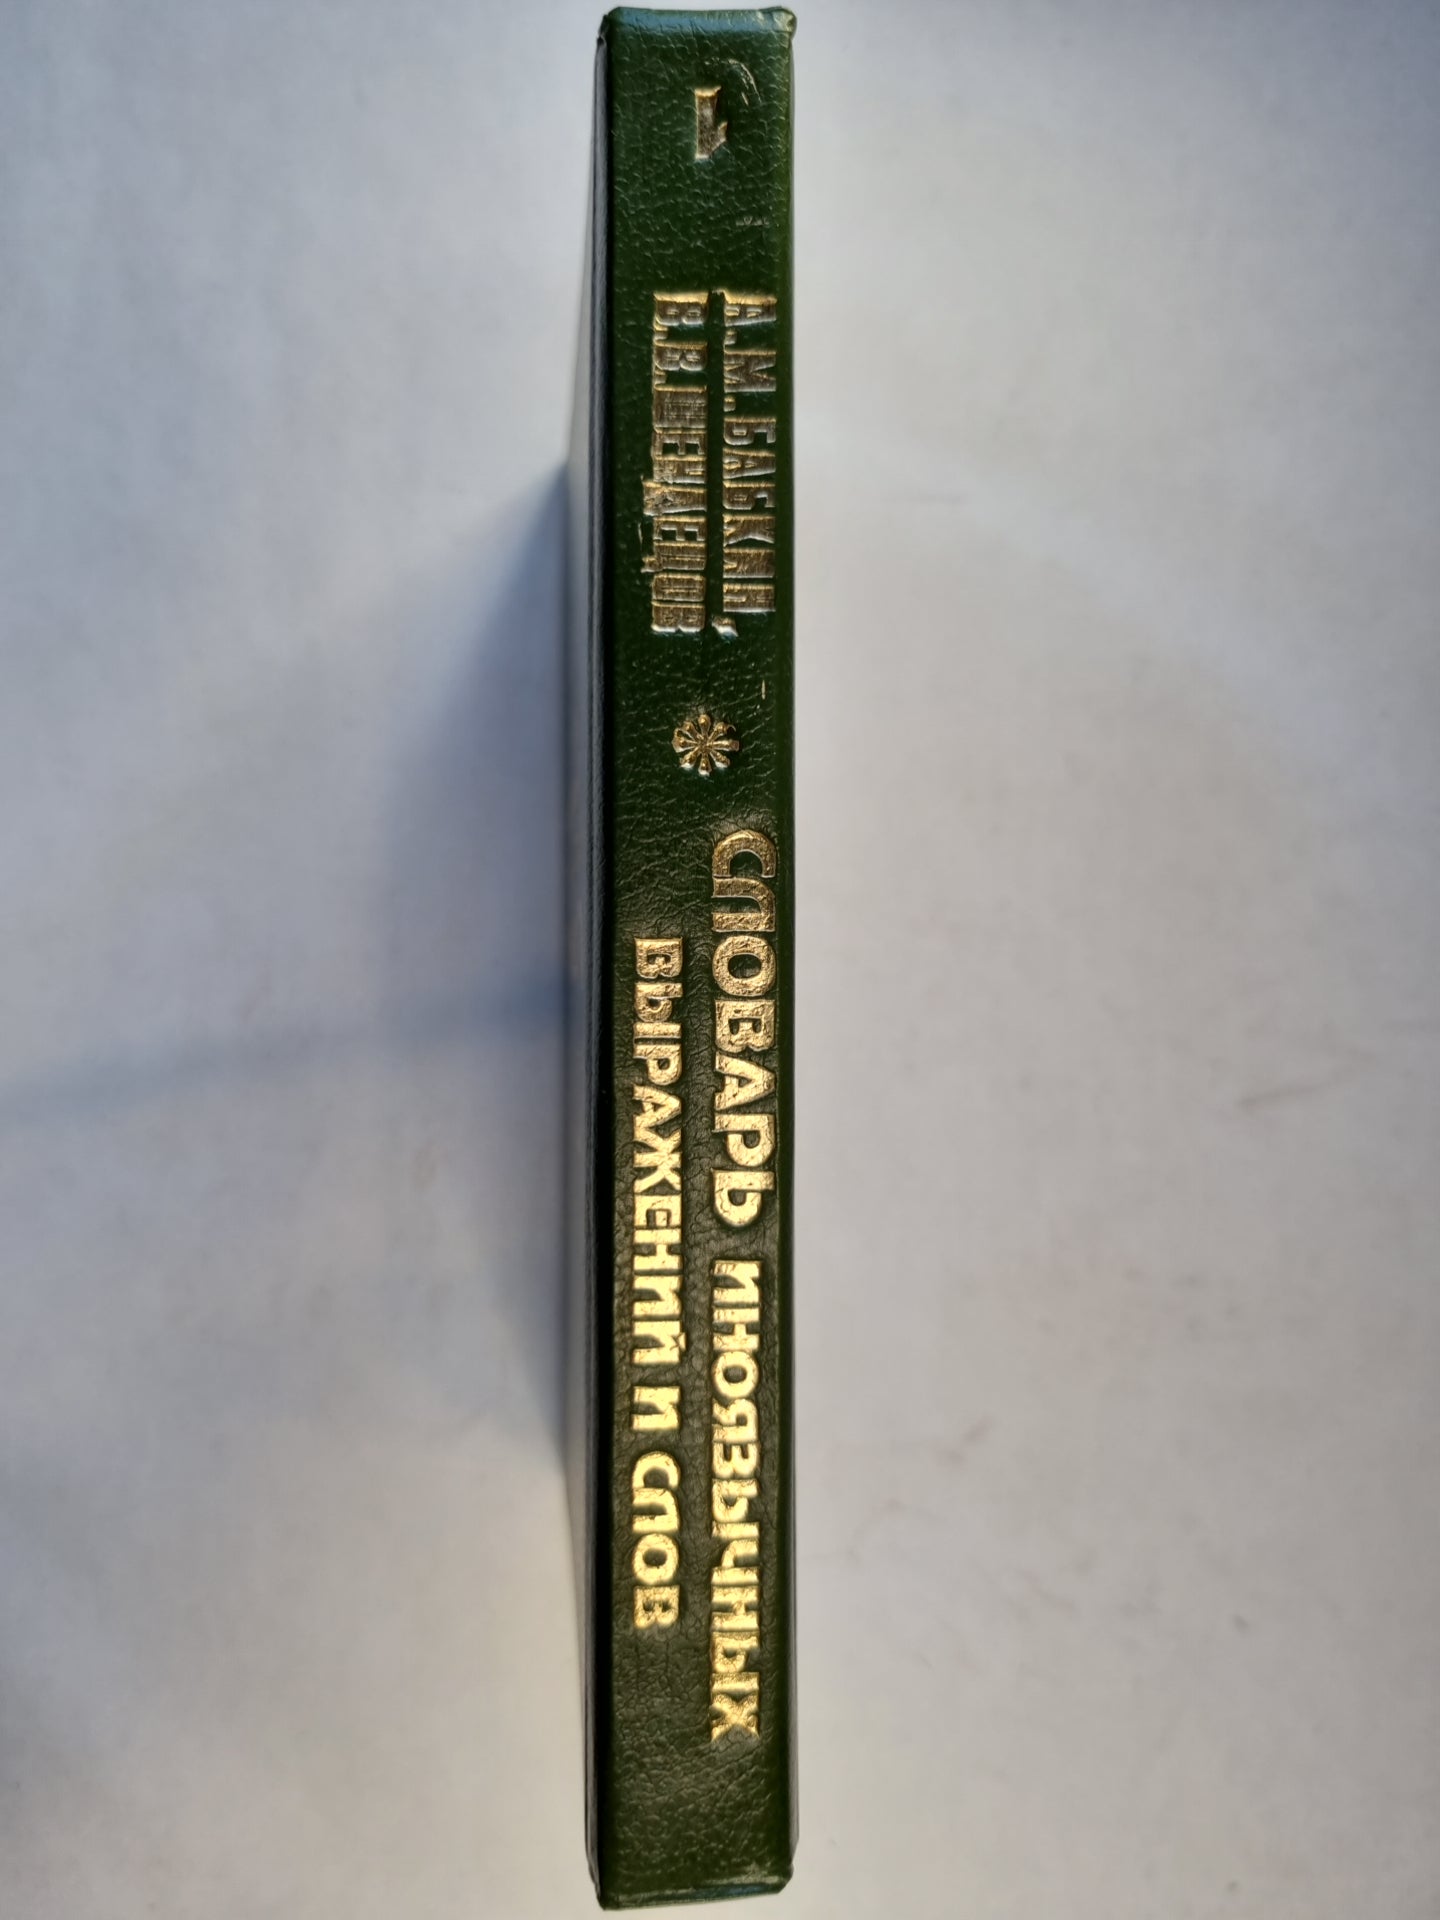 1
А.М.БАБКИН,
В.В.ШЕНДЕЦОВ
СЛОВАРЬ ИНОЯЗЫЧНЫХ
ВЫРАЖЕНИЙ И СЛОВ